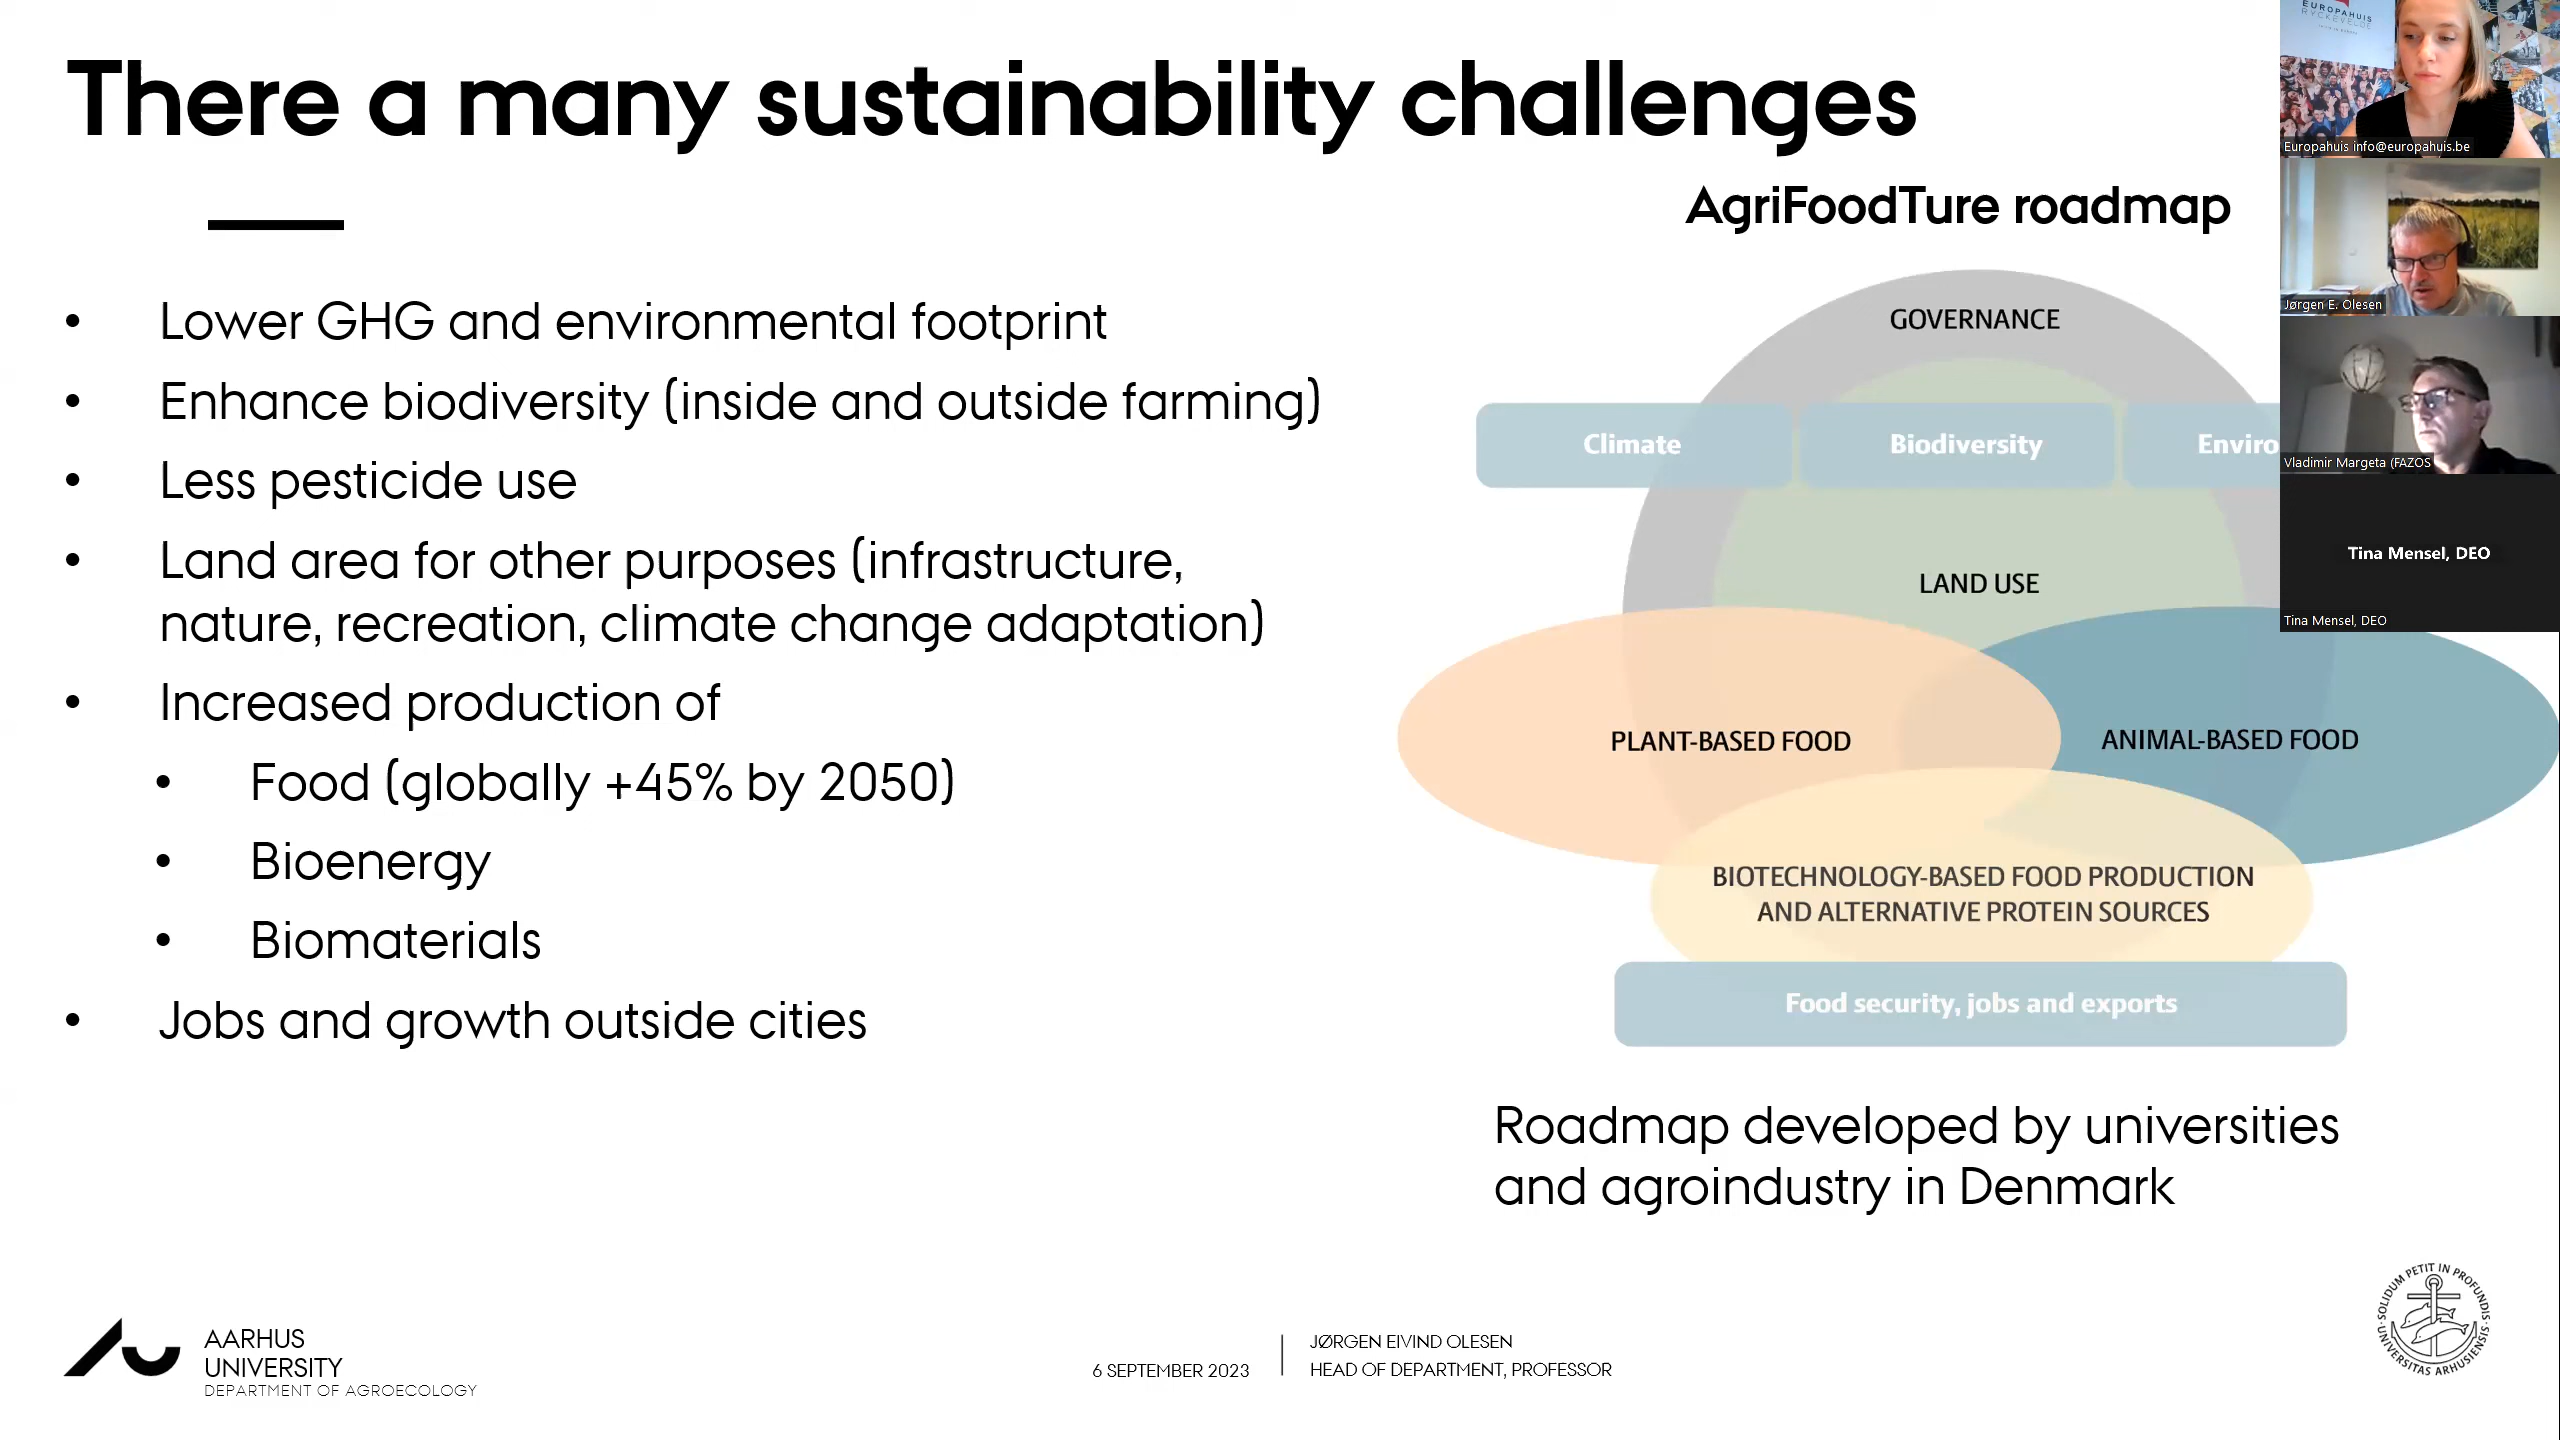 There a many sustainability challenges
AgriFoodTure roadmap
• Lower GHG and environmental footprint
• Enhance biodiversity (inside and outside farming)
• Less pesticide use
• Land area for other purposes (infrastructure,
nature, recreation, climate change adaptation)
• Increased production of
• Food (globally +45% by 2050)
• Bioenergy
• Biomaterials
• Jobs and growth outside cities
GOVERNANCE
Climate
Biodiversity
Enviro
LAND USE
PLANT-BASED FOOD
ANIMAL-BASED FOOD
BIOTECHNOLOGY-BASED FOOD PRODUCTION
AND ALTERNATIVE PROTEIN SOURCES
Food security, jobs and exports
Roadmap developed by universities
and agroindustry in Denmark
EUROPAHUIS
RYCKEVELDE
Europahuis info@europahuis.be
Jørgen E. Olesen
Vladimir Margeta (FAZOS
Tina Mensel, DEO
Tina Mensel, DEO
AARHUS
UNIVERSITY
DEPARTMENT OF AGROECOLOGY
6 SEPTEMBER 2023
JØRGEN EIVIND OLESEN
HEAD OF DEPARTMENT, PROFESSOR
SOLIDUM PETIT IN PROFUNDIS
UNIVERSITAS ARHUSIENSIS